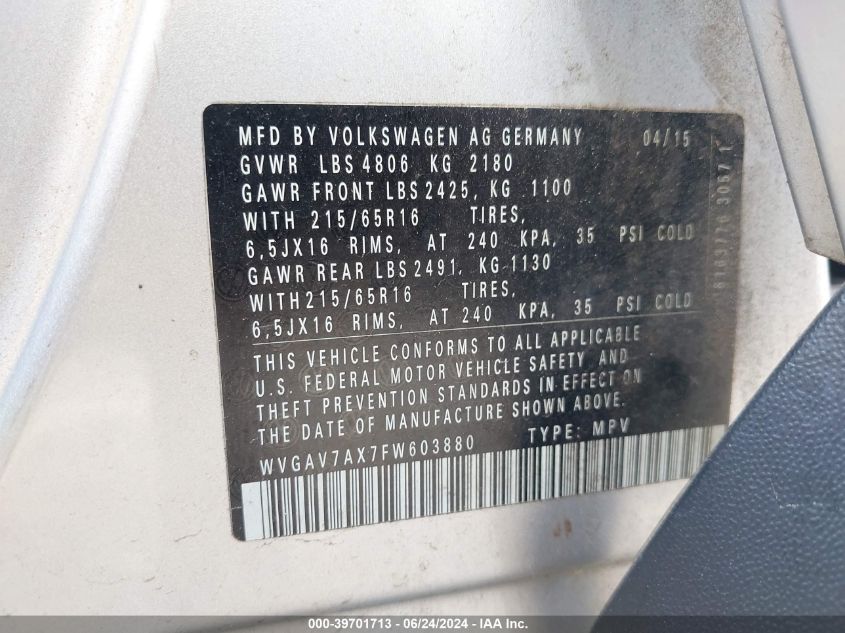 MFD BY VOLKSWAGEN AG GERMANY 04/15
GVWR LBS 4806 KG 2180
GAWR FRONT LBS 2425, KG 1100
WITH 215/65R16 TIRES,
6,5JX16 RIMS, AT 240 KPA, 35 PSI COLD
GAWR REAR LBS 2491, KG 1130
WITH215/65R16 TIRES,
6,5JX16 RIMS, AT 240 KPA, 35 PSI COLD
THIS VEHICLE CONFORMS TO ALL APPLICABLE
U.S. FEDERAL MOTOR VEHICLE SAFETY AND
THEFT PREVENTION STANDARDS IN EFFECT ON
THE DATE OF MANUFACTURE SHOWN ABOVE.
WVGAV7AX7FW603880 TYPE: MPV
000-39701713 - 06/24/2024 - IAAI.com